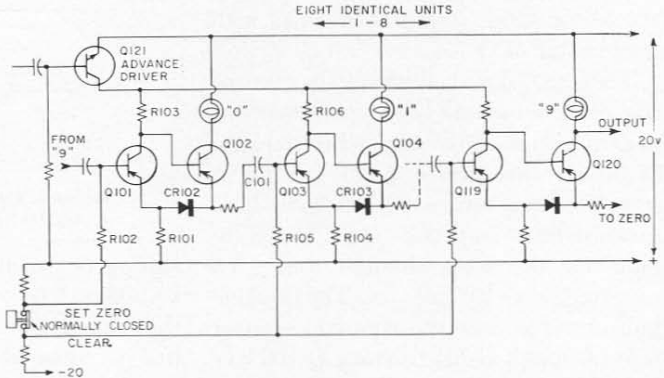 EIGHT IDENTICAL UNITS
1 - 8
Q121
ADVANCE
DRIVER
R103
"0"
R106
"1"
"9"
OUTPUT
20v
FROM
"9"
Q102
Q104
Q120
Q101
CR102
C101
Q103
CR103
Q119
TO ZERO
R102
R101
R105
R104
+
SET ZERO
NORMALLY CLOSED
CLEAR
-20